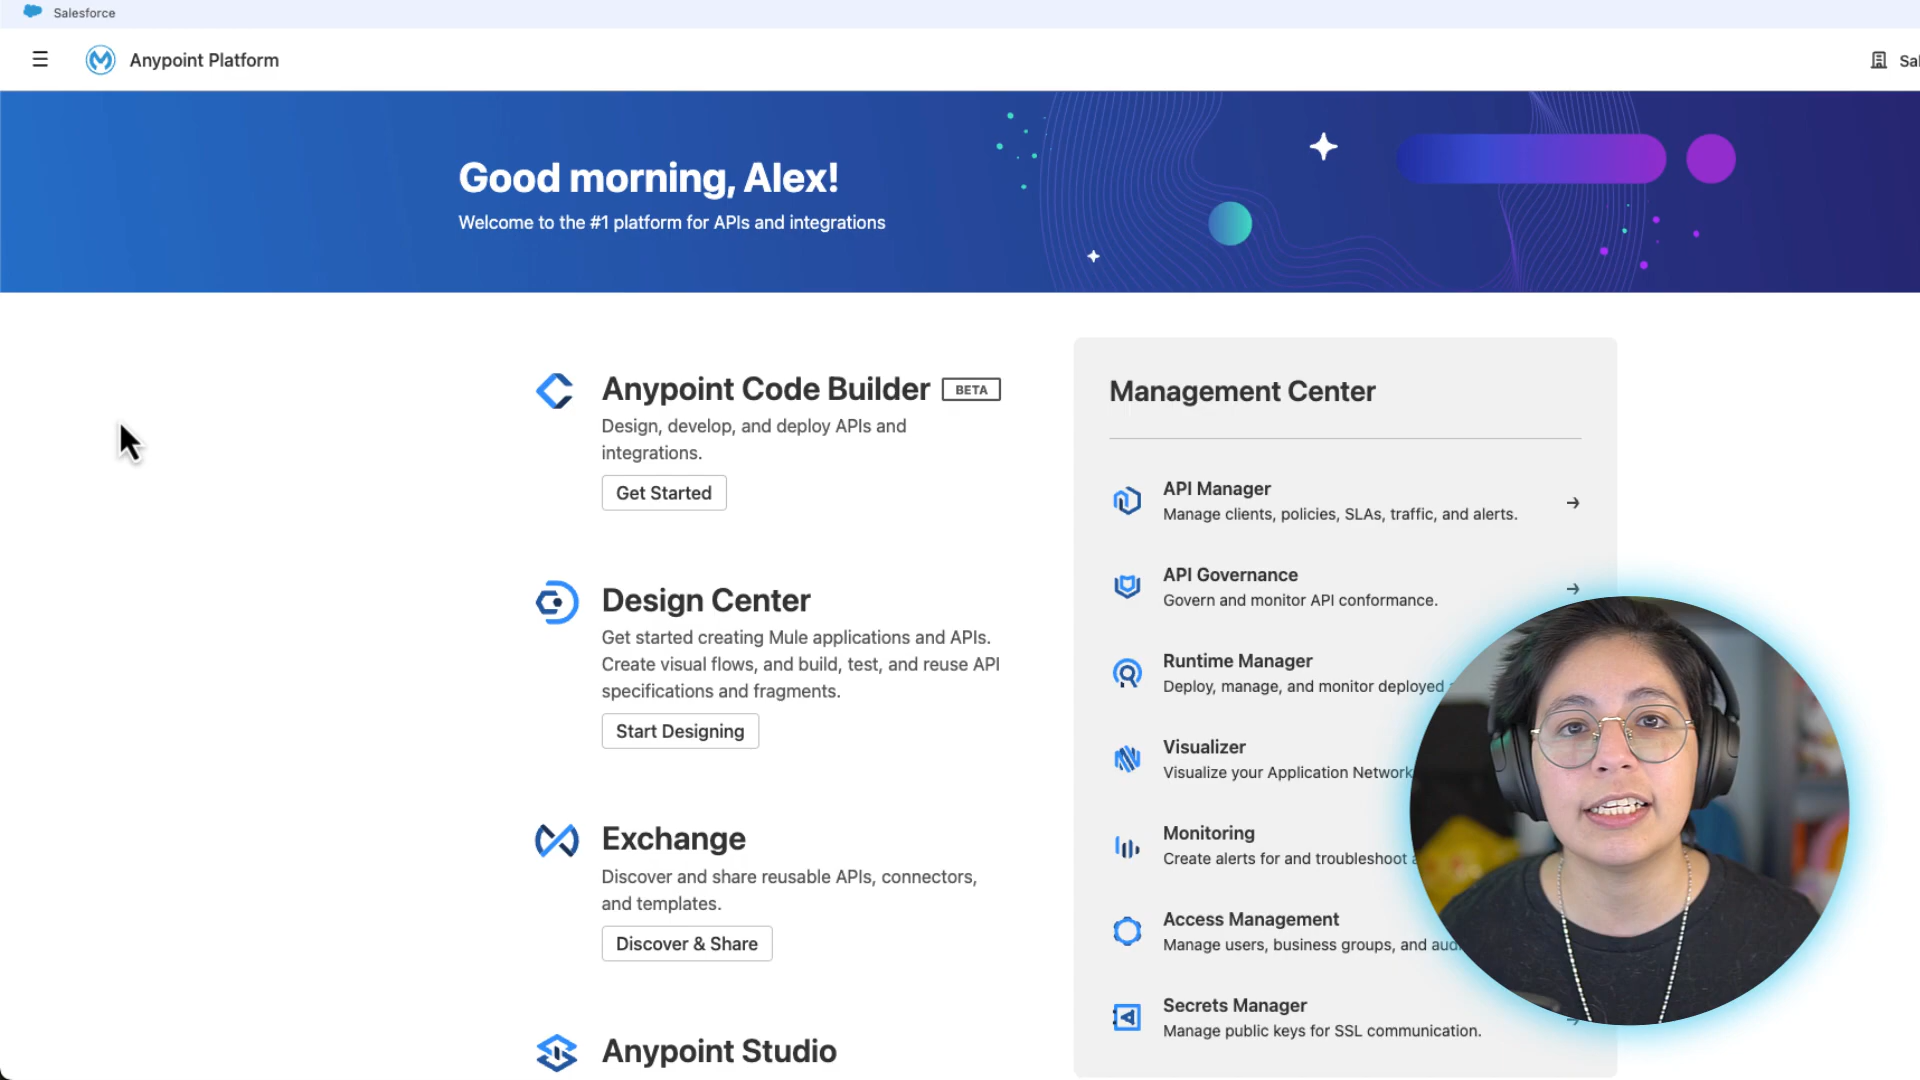 Salesforce
Anypoint Platform
Good morning, Alex!
Welcome to the #1 platform for APIs and integrations
Anypoint Code Builder BETA
Design, develop, and deploy APIs and
integrations.
Get Started
Design Center
Get started creating Mule applications and APIs.
Create visual flows, and build, test, and reuse API
specifications and fragments.
Start Designing
Exchange
Discover and share reusable APIs, connectors,
and templates.
Discover & Share
Anypoint Studio
Management Center
API Manager
Manage clients, policies, SLAs, traffic, and alerts.
API Governance
Govern and monitor API conformance.
Runtime Manager
Deploy, manage, and monitor deployed
Visualizer
Visualize your Application Network
Monitoring
Create alerts for and troubleshoot
Access Management
Manage users, business groups, and
Secrets Manager
Manage public keys for SSL communication.